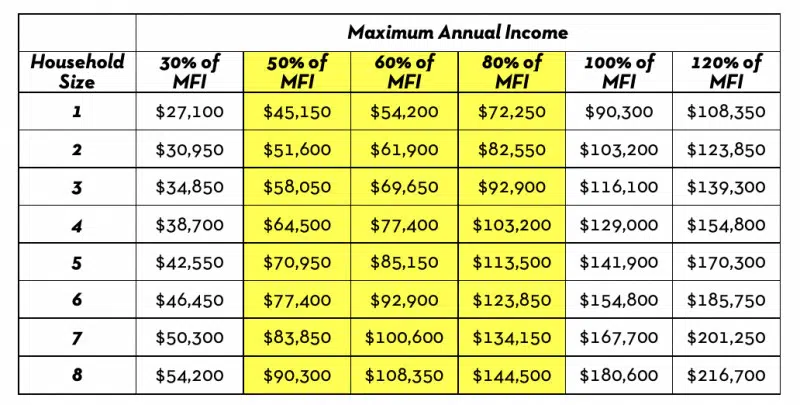 Maximum Annual Income
Household Size 30% of MFI 50% of MFI 60% of MFI 80% of MFI 100% of MFI 120% of MFI
1 $27,100 $45,150 $54,200 $72,250 $90,300 $108,350
2 $30,950 $51,600 $61,900 $82,550 $103,200 $123,850
3 $34,850 $58,050 $69,650 $92,900 $116,100 $139,300
4 $38,700 $64,500 $77,400 $103,200 $129,000 $154,800
5 $42,550 $70,950 $85,150 $113,500 $141,900 $170,300
6 $46,450 $77,400 $92,900 $123,850 $154,800 $185,750
7 $50,300 $83,850 $100,600 $134,150 $167,700 $201,250
8 $54,200 $90,300 $108,350 $144,500 $180,600 $216,700